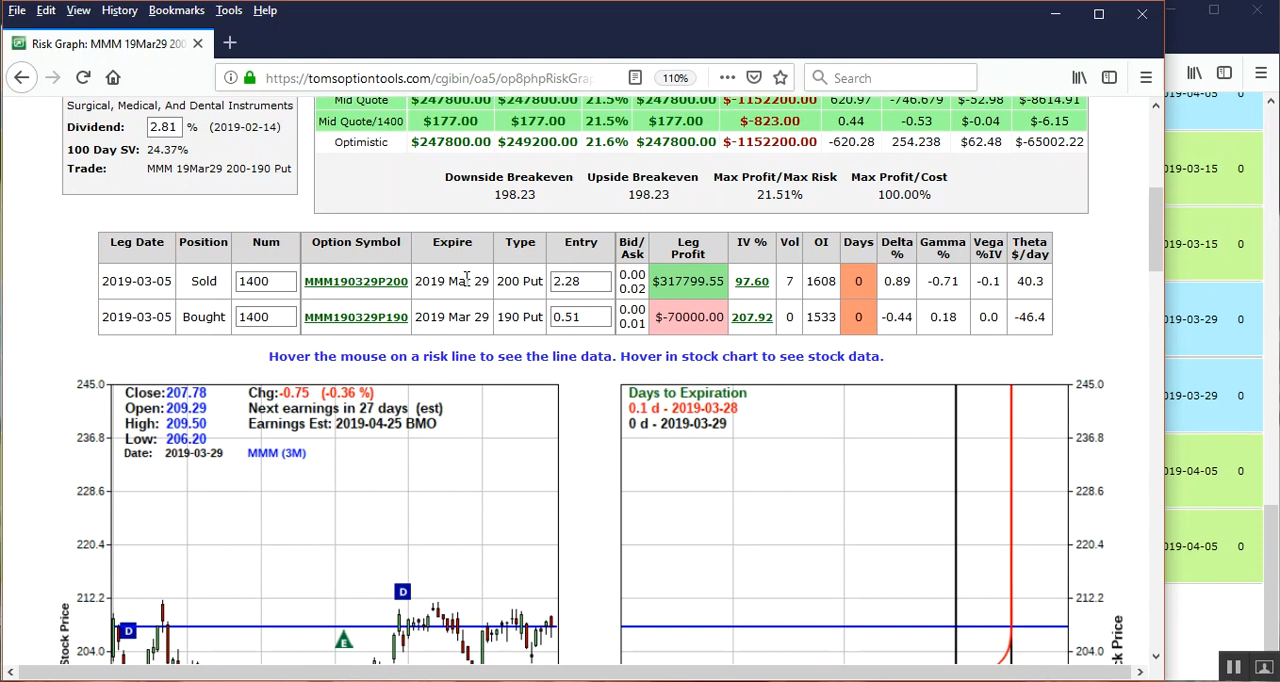 File Edit View History Bookmarks Tools Help
Risk Graph: MMM 19Mar29 200
https://tomsoptiontools.com/cgibin/oa5/op8phpRiskGra
110%
Search
Surgical, Medical, And Dental Instruments
Dividend: 2.81 % (2019-02-14)
100 Day SV: 24.37%
Trade: MMM 19Mar29 200-190 Put
Mid Quote $247800.00 $247800.00 21.5% $247800.00 $-1152200.00 620.97 -746.679 $-52.98 $-8614.91
Mid Quote/1400 $177.00 $177.00 21.5% $177.00 $-823.00 0.44 -0.53 $-0.04 $-6.15
Optimistic $247800.00 $249200.00 21.6% $247800.00 $-1152200.00 -620.28 254.238 $62.48 $-65002.22
Downside Breakeven Upside Breakeven Max Profit/Max Risk Max Profit/Cost
198.23 198.23 21.51% 100.00%
Leg Date Position Num Option Symbol Expire Type Entry Bid/ Ask Leg Profit IV % Vol OI Days Delta % Gamma % Vega %IV Theta $/day
2019-03-05 Sold 1400 MMM190329P200 2019 Mar 29 200 Put 2.28 0.00 0.02 $317799.55 97.60 7 1608 0 0.89 -0.71 -0.1 40.3
2019-03-05 Bought 1400 MMM190329P190 2019 Mar 29 190 Put 0.51 0.00 0.01 $-70000.00 207.92 0 1533 0 -0.44 0.18 0.0 -46.4
Hover the mouse on a risk line to see the line data. Hover in stock chart to see stock data.
245.0
236.8
228.6
220.4
212.2
204.0
Stock Price
Close:207.78 Chg:-0.75 (-0.36 %)
Open:209.29 Next earnings in 27 days (est)
High: 209.50 Earnings Est: 2019-04-25 BMO
Low: 206.20
Date: 2019-03-29 MMM (3M)
D
D
E
Days to Expiration
0.1 d - 2019-03-28
0 d - 2019-03-29
245.0
236.8
228.6
220.4
212.2
204.0
ck Price
019-04-05 0
019-03-15 0
019-03-15 0
019-03-29 0
019-03-29 0
019-04-05 0
019-04-05 0